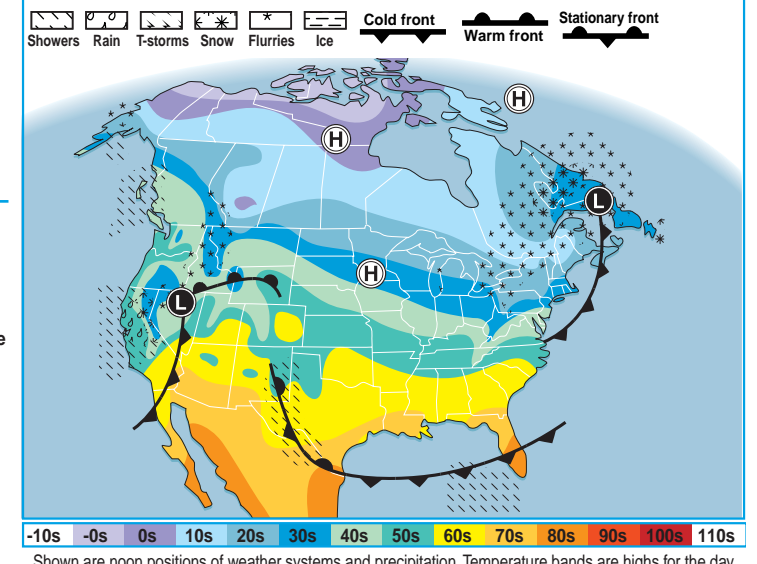 Showers Rain T-storms Snow Flurries Ice Cold front Warm front Stationary front
H
H
L
H
L
-10s -0s 0s 10s 20s 30s 40s 50s 60s 70s 80s 90s 100s 110s
Shown are noon positions of weather systems and precipitation. Temperature bands are highs for the day.